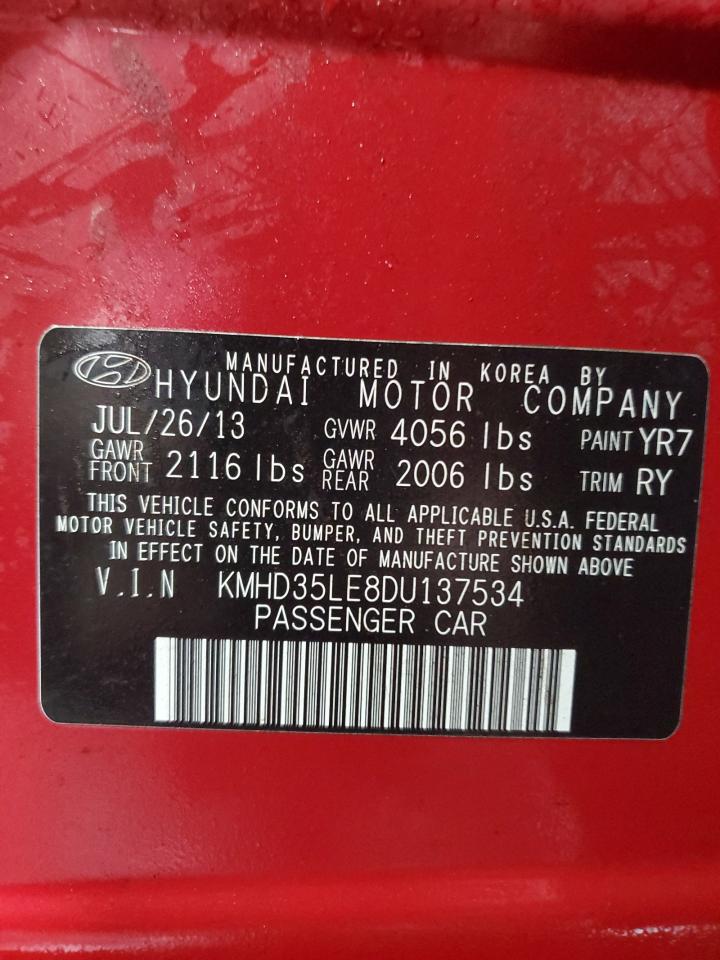 MANUFACTURED IN KOREA BY
HYUNDAI MOTOR COMPANY
JUL/26/13 GVWR 4056 lbs PAINT YR7
GAWR FRONT 2116 lbs GAWR REAR 2006 lbs TRIM RY
THIS VEHICLE CONFORMS TO ALL APPLICABLE U.S.A. FEDERAL
MOTOR VEHICLE SAFETY, BUMPER, AND THEFT PREVENTION STANDARDS
IN EFFECT ON THE DATE OF MANUFACTURE SHOWN ABOVE
V.I.N KMHD35LE8DU137534
PASSENGER CAR